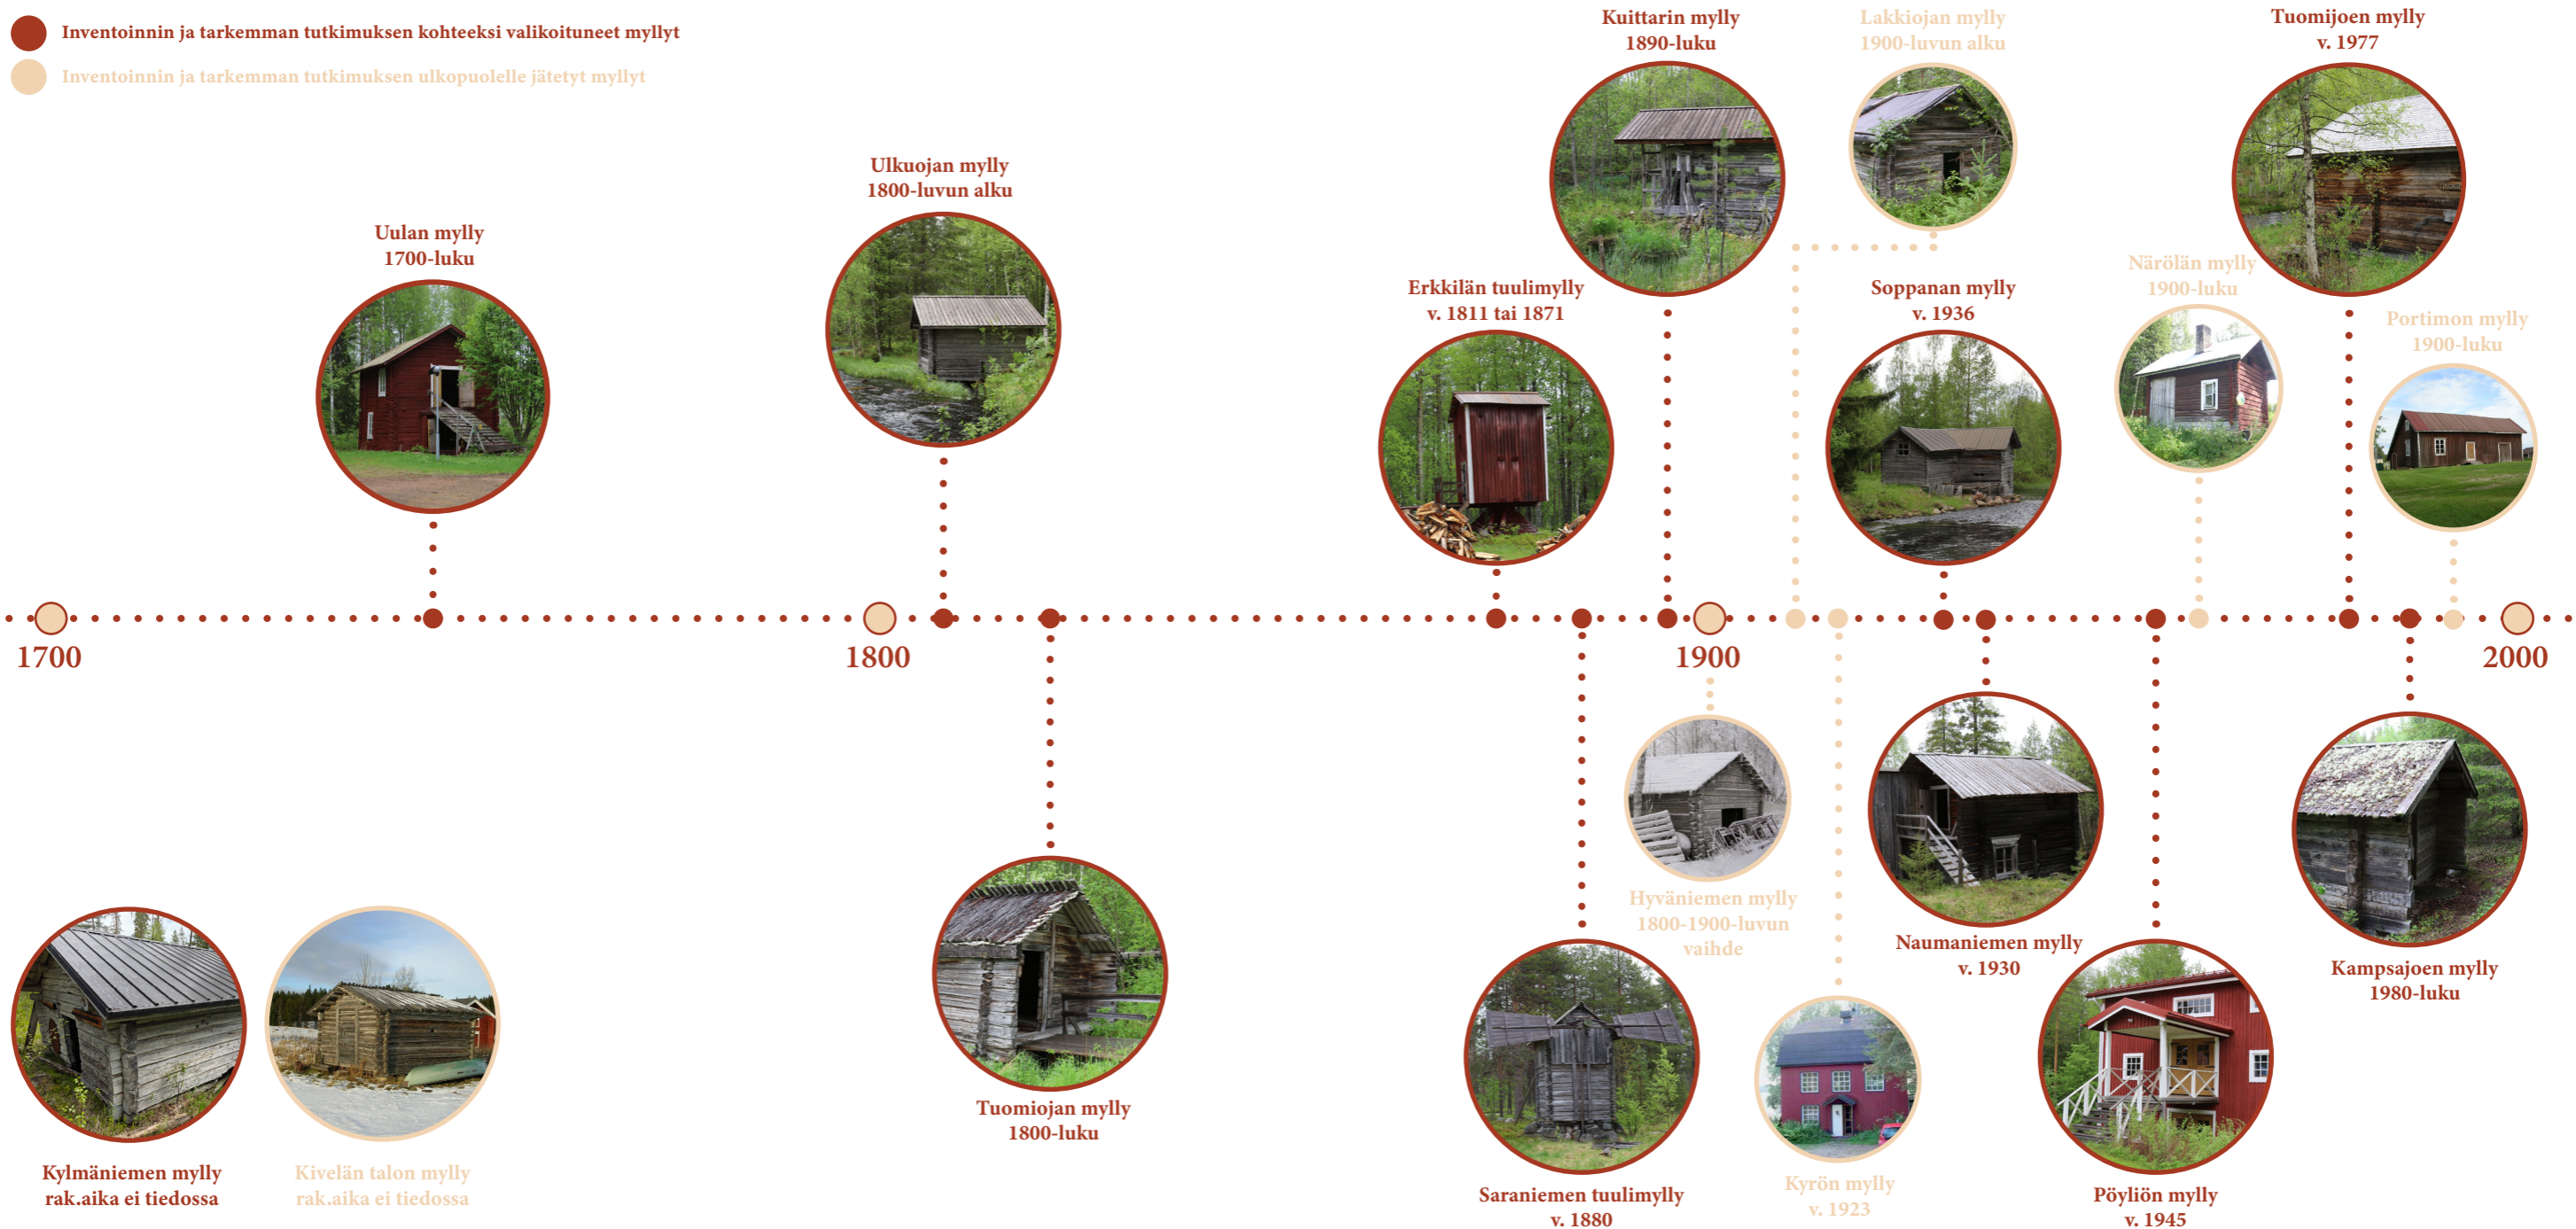 Inventoinnin ja tarkemman tutkimuksen kohteeksi valikoituneet myllyt
Inventoinnin ja tarkemman tutkimuksen ulkopuolelle jätetyt myllyt
Uulan mylly
1700-luku
Ulkuojan mylly
1800-luvun alku
Erkkilän tuulimylly
v. 1811 tai 1871
Kuittarin mylly
1890-luku
Lakkiojan mylly
1900-luvun alku
Soppanan mylly
v. 1936
Närölän mylly
1900-luku
Tuomijoen mylly
v. 1977
Portimon mylly
1900-luku
1700
1800
1900
2000
Kylmäniemen mylly
rak.aika ei tiedossa
Kivelän talon mylly
rak.aika ei tiedossa
Tuomiojan mylly
1800-luku
Saraniemen tuulimylly
v. 1880
Hyväniemen mylly
1800-1900-luvun
vaihde
Kyrön mylly
v. 1923
Naumaniemen mylly
v. 1930
Pöyliön mylly
v. 1945
Kampsajoen mylly
1980-luku